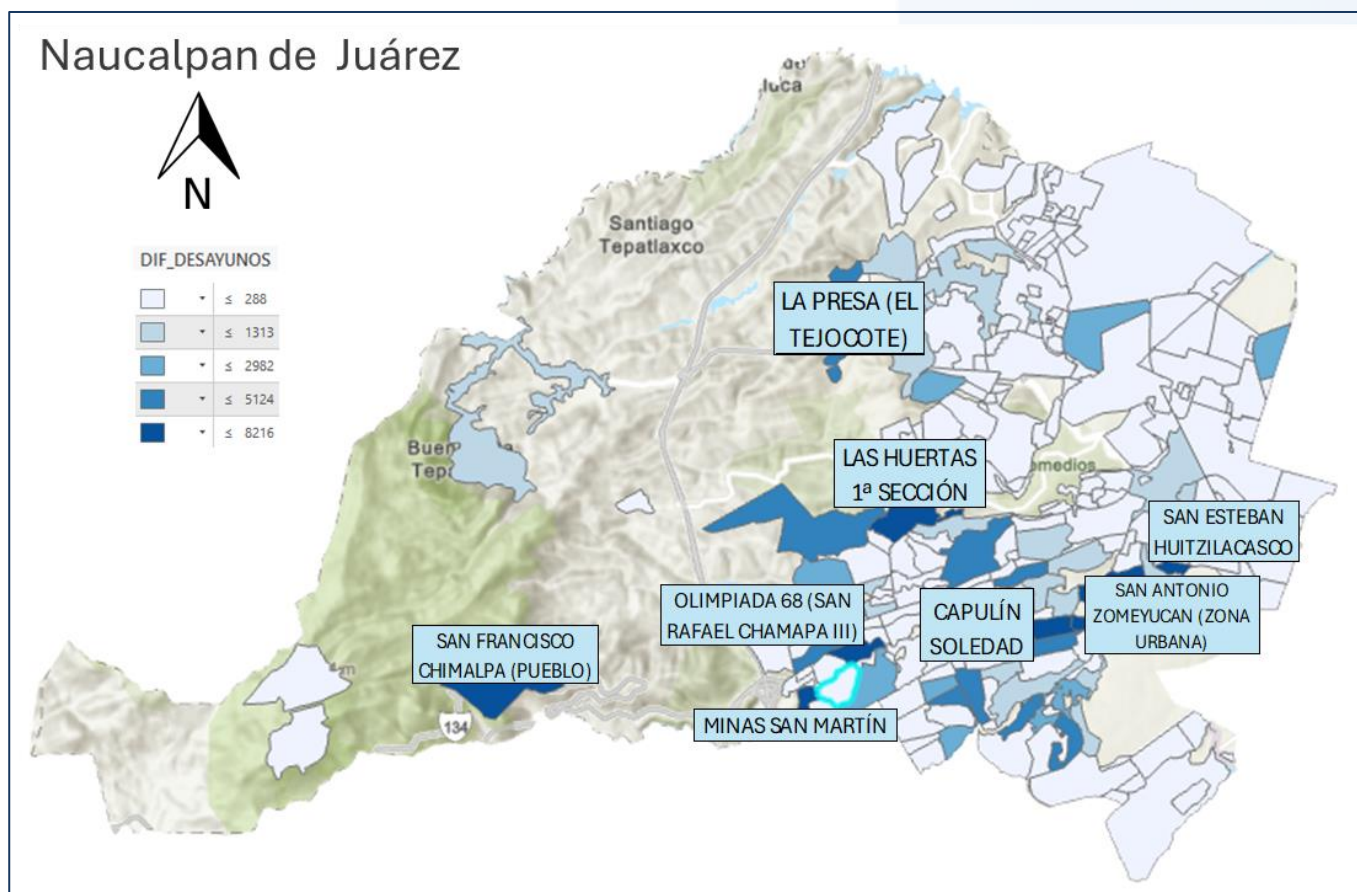 Naucalpan de Juárez
N
DIF_DESAYUNOS
≤ 288
≤ 1313
≤ 2982
≤ 5124
≤ 8216
luca
Santiago
Tepatlaxco
LA PRESA (EL
TEJOCOTE)
LAS HUERTAS
1ª SECCIÓN
SAN ESTEBAN
HUITZILACASCO
OLIMPIADA 68 (SAN
RAFAEL CHAMAPA III)
CAPULÍN
SOLEDAD
SAN ANTONIO
ZOMEYUCAN (ZONA
URBANA)
SAN FRANCISCO
CHIMALPA (PUEBLO)
134
MINAS SAN MARTÍN